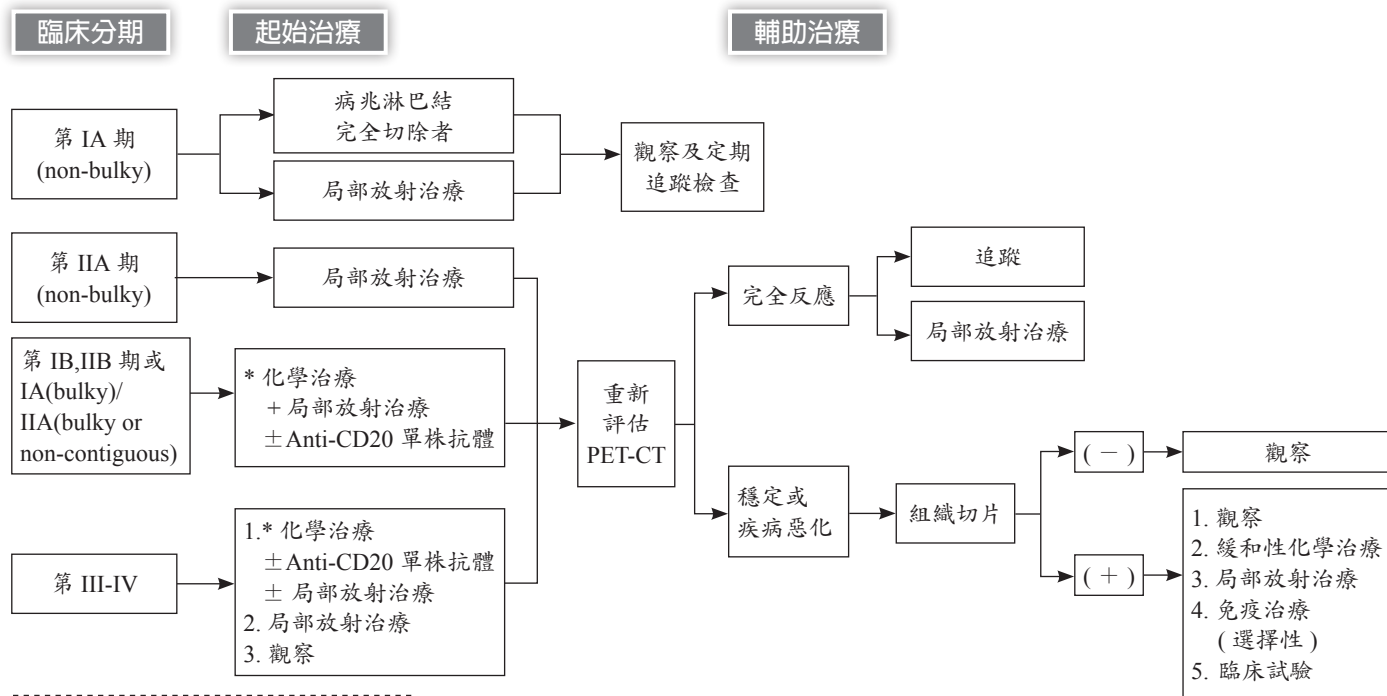 臨床分期
起始治療
輔助治療
第 IA 期
(non-bulky)
病兆淋巴結
完全切除者
局部放射治療
觀察及定期
追蹤檢查
第 IIA 期
(non-bulky)
局部放射治療
第 IB,IIB 期或
IA(bulky)/
IIA(bulky or
non-contiguous)
* 化學治療
+ 局部放射治療
±Anti-CD20 單株抗體
第 III-IV
1.* 化學治療
±Anti-CD20 單株抗體
± 局部放射治療
2. 局部放射治療
3. 觀察
重新
評估
PET-CT
完全反應
追蹤
局部放射治療
穩定或
疾病惡化
組織切片
( − )
觀察
( + )
1. 觀察
2. 緩和性化學治療
3. 局部放射治療
4. 免疫治療
( 選擇性 )
5. 臨床試驗